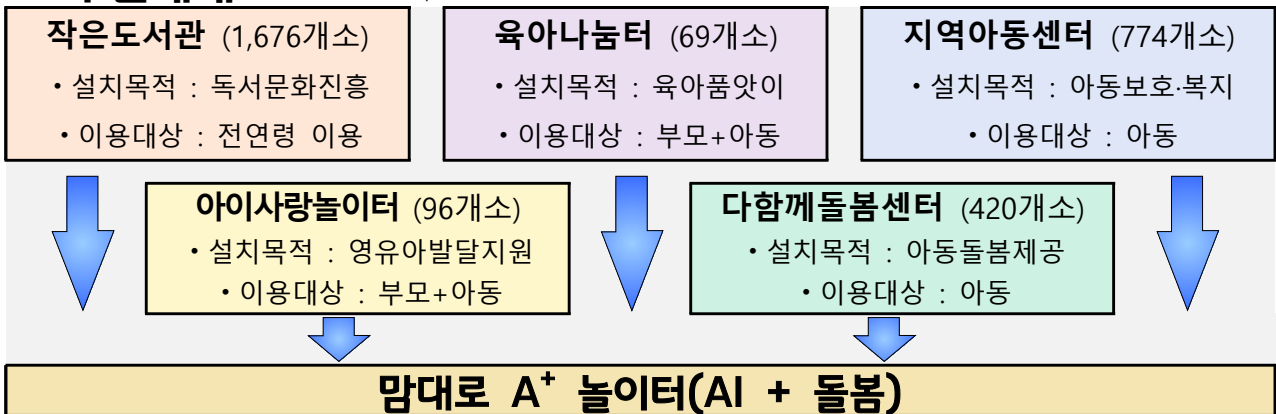 작은도서관 (1,676개소)
• 설치목적 : 독서문화진흥
• 이용대상 : 전연령 이용
육아나눔터 (69개소)
• 설치목적 : 육아품앗이
• 이용대상 : 부모+아동
지역아동센터 (774개소)
• 설치목적 : 아동보호·복지
• 이용대상 : 아동
아이사랑놀이터 (96개소)
• 설치목적 : 영유아발달지원
• 이용대상 : 부모+아동
다함께돌봄센터 (420개소)
• 설치목적 : 아동돌봄제공
• 이용대상 : 아동
맘대로 A⁺ 놀이터(AI + 돌봄)